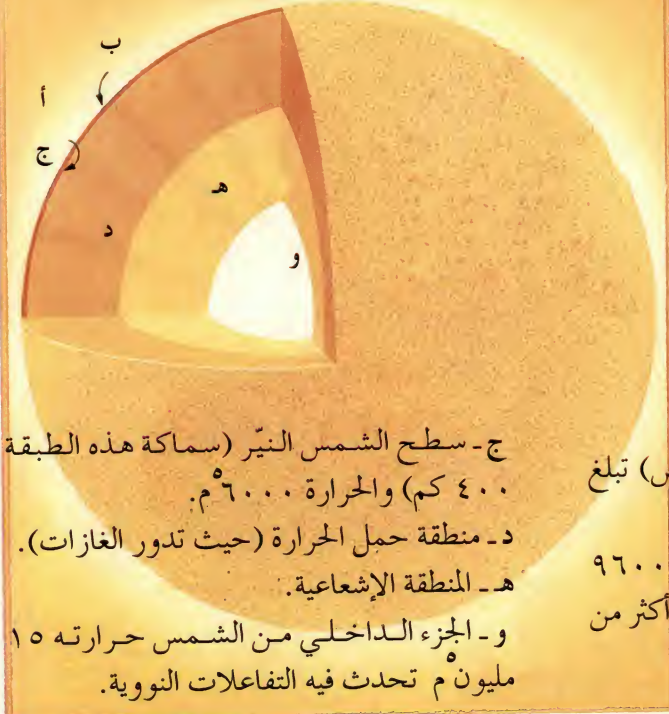 ب
أ
ج
هـ
د
و
ج ـ سطح الشمس النيّر (سماكة هذه الطبقة
٤٠٠ كم) والحرارة ٦٠٠٠°م.
د ـ منطقة حمل الحرارة (حيث تدور الغازات).
هـ ـ المنطقة الإشعاعية.
و ـ الجزء الداخلي من الشمس حرارته ١٥
مليون°م تحدث فيه التفاعلات النووية.
تبلغ
٩٦٠٠
أكثر من